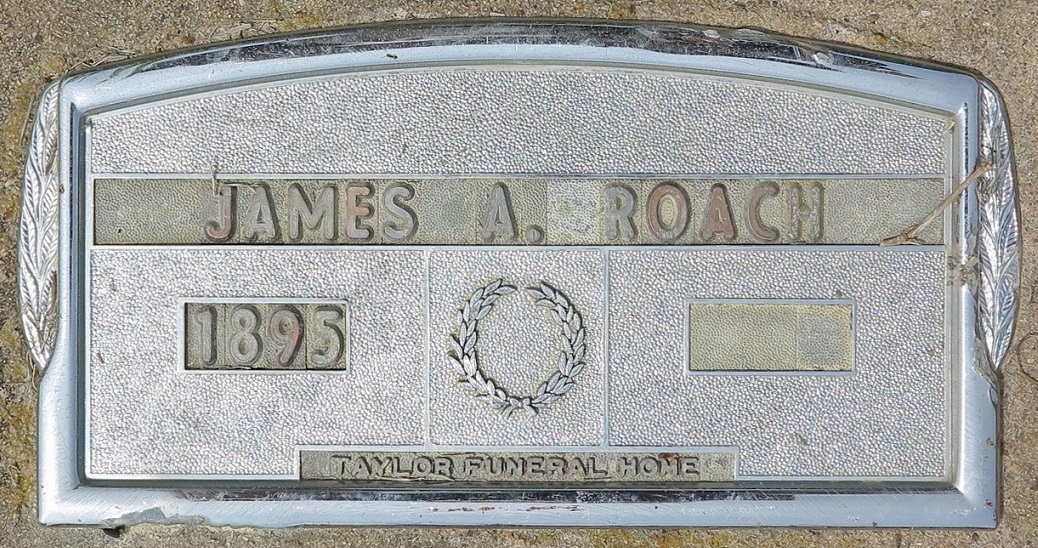 JAMES A. ROACH
1895
TAYLOR FUNERAL HOME